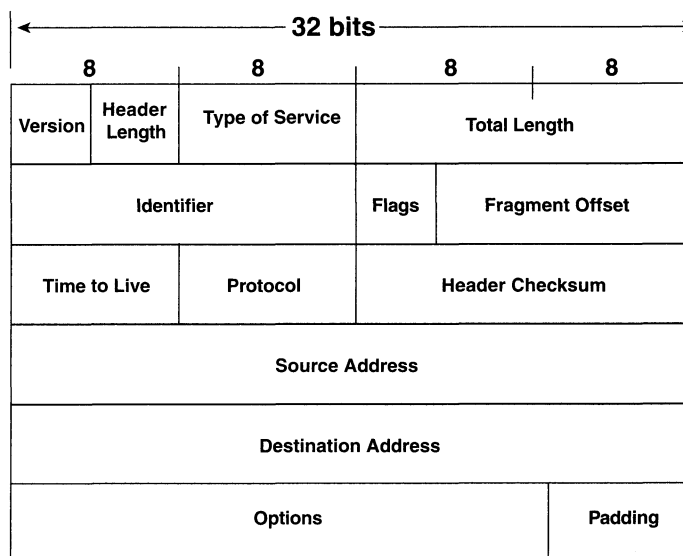 32 bits
8 8 8 8
Version Header Length Type of Service Total Length
Identifier Flags Fragment Offset
Time to Live Protocol Header Checksum
Source Address
Destination Address
Options Padding